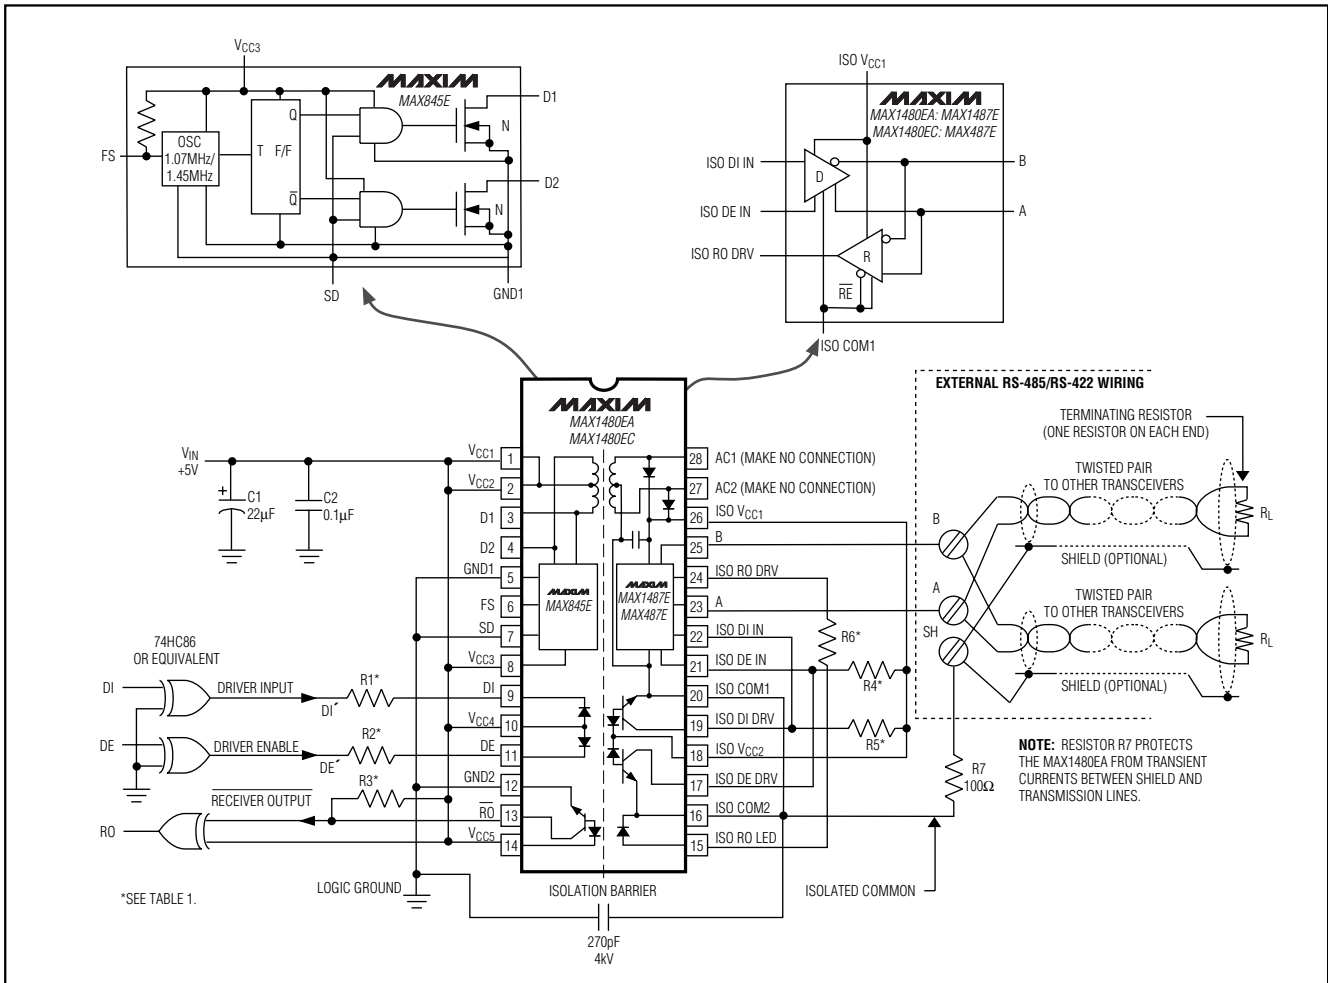 VCC3
MAXIM
MAX845E
D1
Q
N
OSC
1.07MHz/
1.45MHz
FS
T F/F
D2
Q̅
N
SD
GND1
ISO VCC1
MAXIM
MAX1480EA: MAX1487E
MAX1480EC: MAX487E
ISO DI IN
B
D
ISO DE IN
A
ISO RO DRV
R
R̅E̅
ISO COM1
MAXIM
MAX1480EA
MAX1480EC
VIN
+5V
C1
22µF
C2
0.1µF
VCC1
1
VCC2
2
D1
3
D2
4
GND1
5
FS
6
SD
7
VCC3
8
DI
9
VCC4
10
DE
11
GND2
12
R̅O̅
13
VCC5
14
MAXIM
MAX845E
MAXIM
MAX1487E
MAX487E
28 AC1 (MAKE NO CONNECTION)
27 AC2 (MAKE NO CONNECTION)
26 ISO VCC1
25 B
24 ISO RO DRV
23 A
22 ISO DI IN
21 ISO DE IN
20 ISO COM1
19 ISO DI DRV
18 ISO VCC2
17 ISO DE DRV
16 ISO COM2
15 ISO RO LED
R6*
R4*
R5*
74HC86
OR EQUIVALENT
DI
DRIVER INPUT
DI´
R1*
DE
DRIVER ENABLE
DE´
R2*
R3*
R̅E̅C̅E̅I̅V̅E̅R̅ O̅U̅T̅P̅U̅T̅
RO
*SEE TABLE 1.
LOGIC GROUND
ISOLATION BARRIER
270pF
4kV
ISOLATED COMMON
EXTERNAL RS-485/RS-422 WIRING
TERMINATING RESISTOR
(ONE RESISTOR ON EACH END)
TWISTED PAIR
TO OTHER TRANSCEIVERS
B
RL
SHIELD (OPTIONAL)
A
TWISTED PAIR
TO OTHER TRANSCEIVERS
SH
RL
SHIELD (OPTIONAL)
R7
100Ω
NOTE: RESISTOR R7 PROTECTS
THE MAX1480EA FROM TRANSIENT
CURRENTS BETWEEN SHIELD AND
TRANSMISSION LINES.